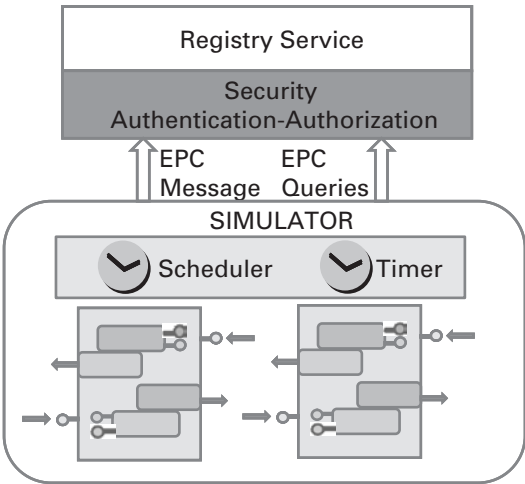 Registry Service
Security
Authentication-Authorization
EPC
Message
EPC
Queries
SIMULATOR
Scheduler
Timer